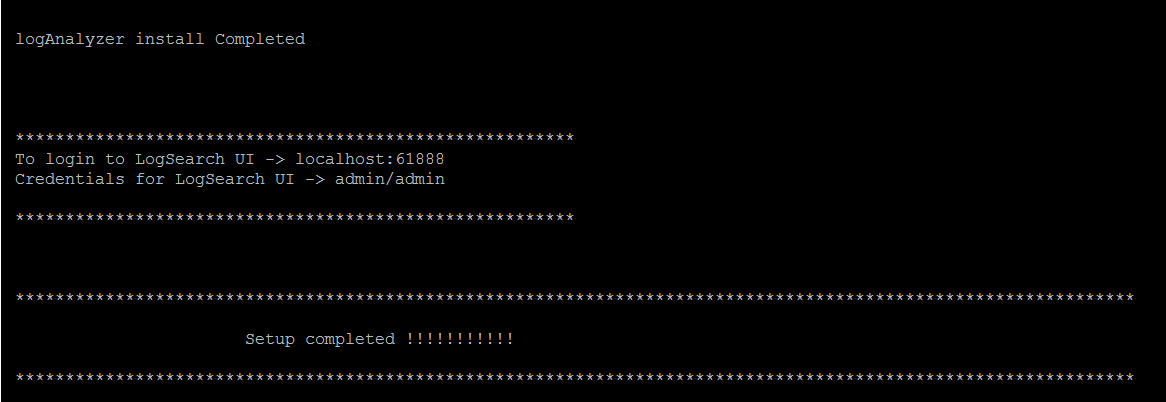 logAnalyzer install Completed
********************************************************
To login to LogSearch UI -> localhost:61888
Credentials for LogSearch UI -> admin/admin
********************************************************
****************************************************************************************************************
Setup completed !!!!!!!!!!!
****************************************************************************************************************